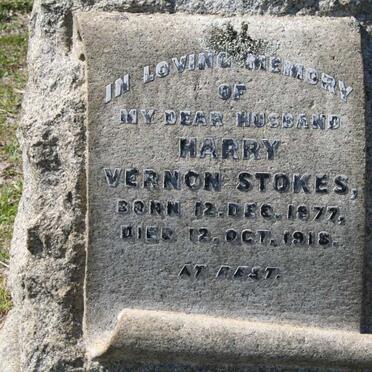 IN LOVING MEMORY
OF
MY DEAR HUSBAND
HARRY
VERNON STOKES,
BORN 12. DEC. 1877,
DIED 12. OCT. 1918.
AT REST.